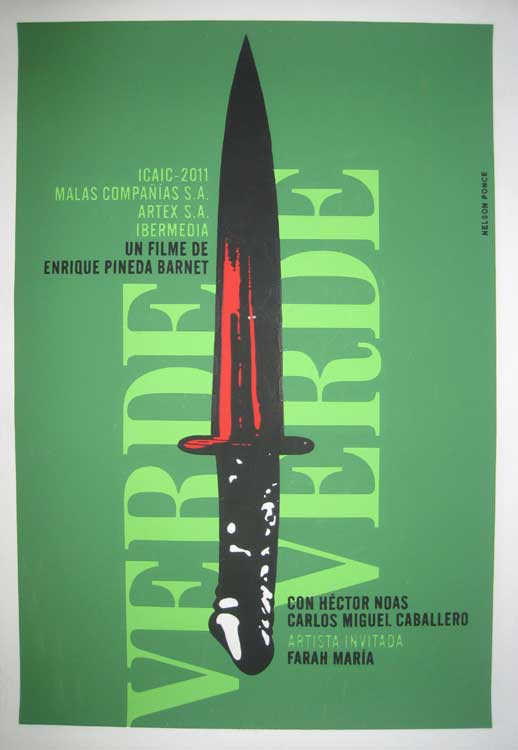 ICAIC-2011
MALAS COMPAÑÍAS S.A.
ARTEX S.A.
IBERMEDIA
UN FILME DE
ENRIQUE PINEDA BARNET
VERDE
VERDE
NELSON PONCE
CON HÉCTOR NOAS
CARLOS MIGUEL CABALLERO
ARTISTA INVITADA
FARAH MARÍA